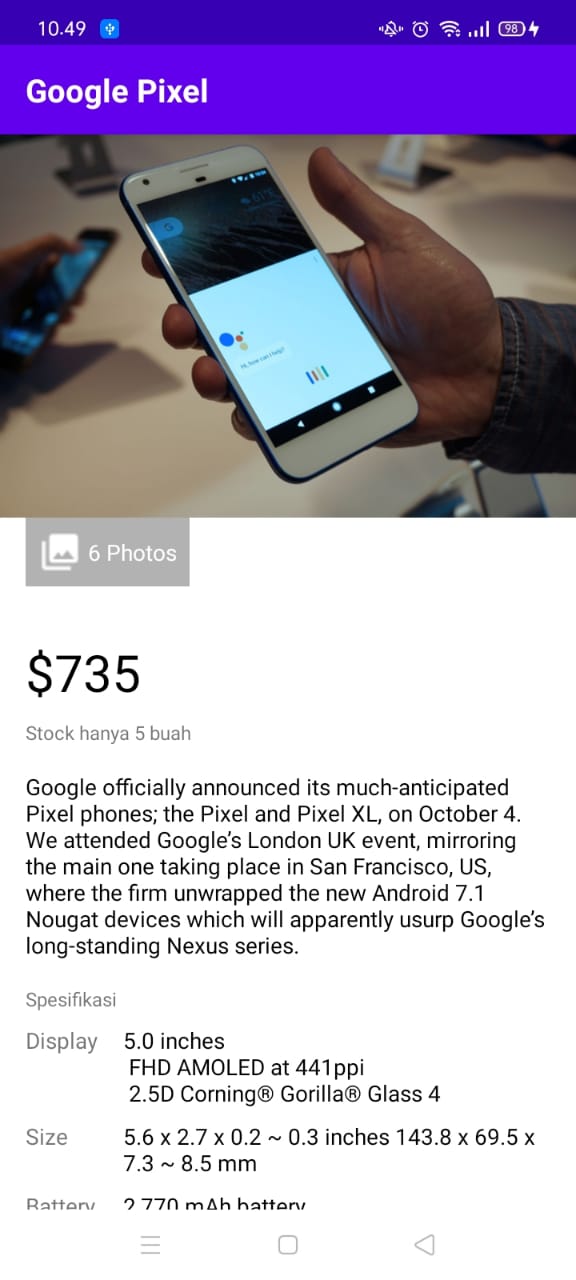 10.49
98
Google Pixel
G
Hi, how can I help?
6 Photos
$735
Stock hanya 5 buah
Google officially announced its much-anticipated
Pixel phones; the Pixel and Pixel XL, on October 4.
We attended Google’s London UK event, mirroring
the main one taking place in San Francisco, US,
where the firm unwrapped the new Android 7.1
Nougat devices which will apparently usurp Google’s
long-standing Nexus series.
Spesifikasi
Display 5.0 inches
FHD AMOLED at 441ppi
2.5D Corning® Gorilla® Glass 4
Size 5.6 x 2.7 x 0.2 ~ 0.3 inches 143.8 x 69.5 x
7.3 ~ 8.5 mm
Battery 2,770 mAh battery